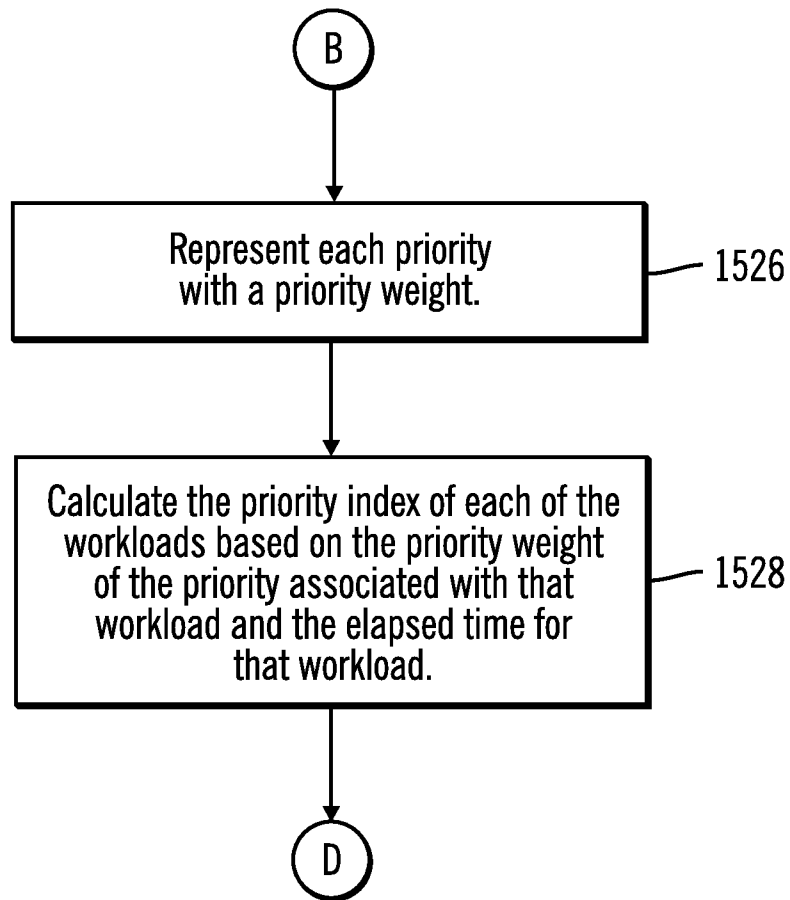 B
Represent each priority
with a priority weight.
1526
Calculate the priority index of each of the
workloads based on the priority weight
of the priority associated with that
workload and the elapsed time for
that workload.
1528
D